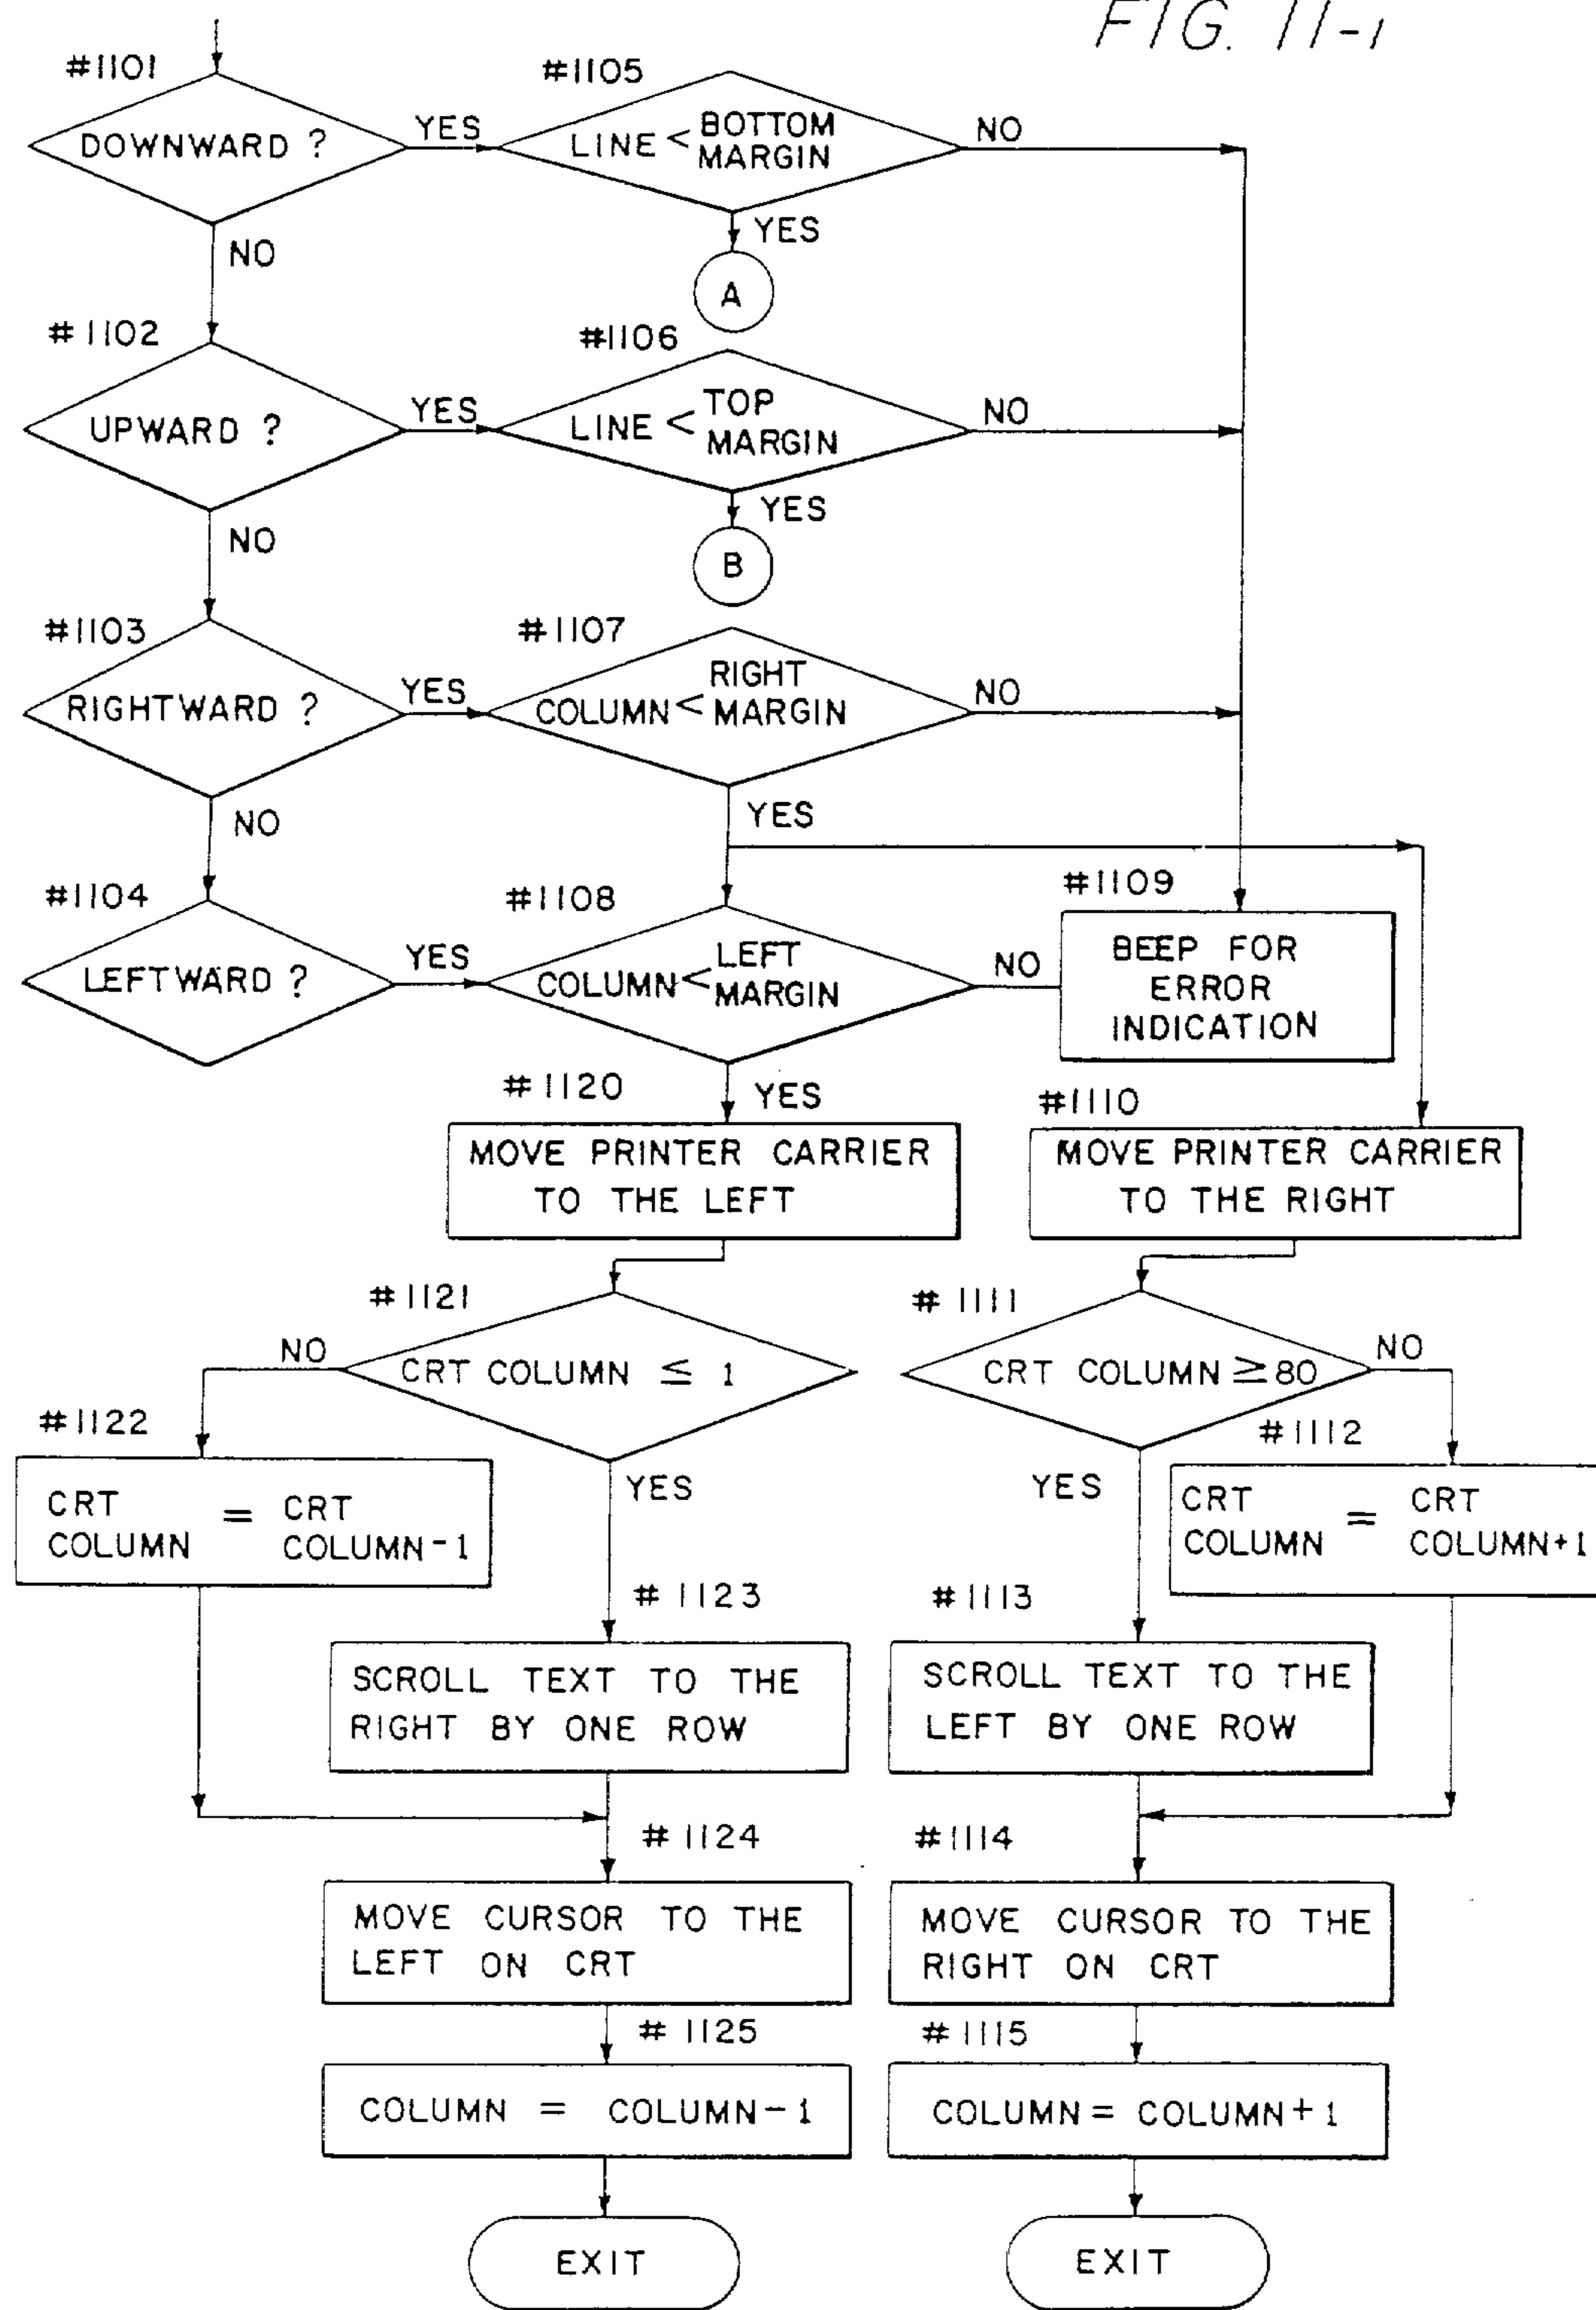 FIG. 11-1
#1101
#1105
DOWNWARD ?
YES
LINE < BOTTOM
MARGIN
NO
NO
YES
A
#1102
#1106
UPWARD ?
YES
LINE < TOP
MARGIN
NO
NO
YES
B
#1103
#1107
RIGHTWARD ?
YES
COLUMN < RIGHT
MARGIN
NO
NO
YES
#1104
#1108
#1109
LEFTWARD ?
YES
COLUMN < LEFT
MARGIN
NO
BEEP FOR
ERROR
INDICATION
#1120
YES
#1110
MOVE PRINTER CARRIER
TO THE LEFT
MOVE PRINTER CARRIER
TO THE RIGHT
#1121
#1111
NO
CRT COLUMN ≤ 1
CRT COLUMN ≥ 80
NO
#1122
#1112
YES
YES
CRT
COLUMN = CRT
COLUMN-1
CRT
COLUMN = CRT
COLUMN+1
#1123
#1113
SCROLL TEXT TO THE
RIGHT BY ONE ROW
SCROLL TEXT TO THE
LEFT BY ONE ROW
#1124
#1114
MOVE CURSOR TO THE
LEFT ON CRT
MOVE CURSOR TO THE
RIGHT ON CRT
#1125
#1115
COLUMN = COLUMN-1
COLUMN = COLUMN+1
EXIT
EXIT